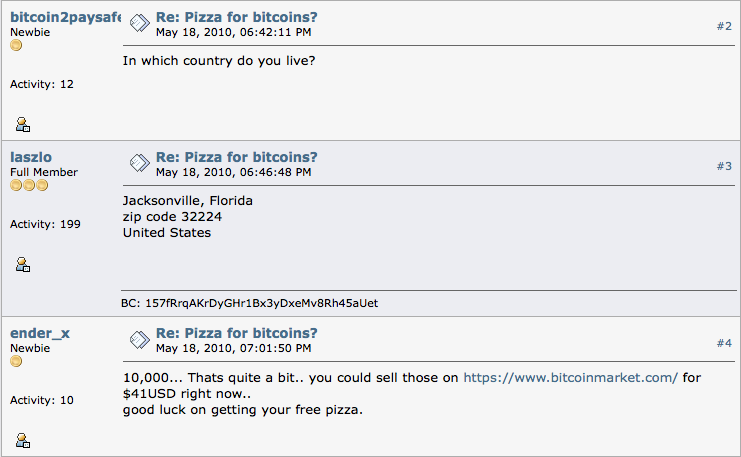 bitcoin2paysafe
Re: Pizza for bitcoins?
#2
Newbie
May 18, 2010, 06:42:11 PM
In which country do you live?
Activity: 12
laszlo
Re: Pizza for bitcoins?
#3
Full Member
May 18, 2010, 06:46:48 PM
Jacksonville, Florida
zip code 32224
United States
Activity: 199
BC: 157fRrqAKrDyGHr1Bx3yDxeMv8Rh45aUet
ender_x
Re: Pizza for bitcoins?
#4
Newbie
May 18, 2010, 07:01:50 PM
10,000... Thats quite a bit.. you could sell those on https://www.bitcoinmarket.com/ for
$41USD right now..
good luck on getting your free pizza.
Activity: 10